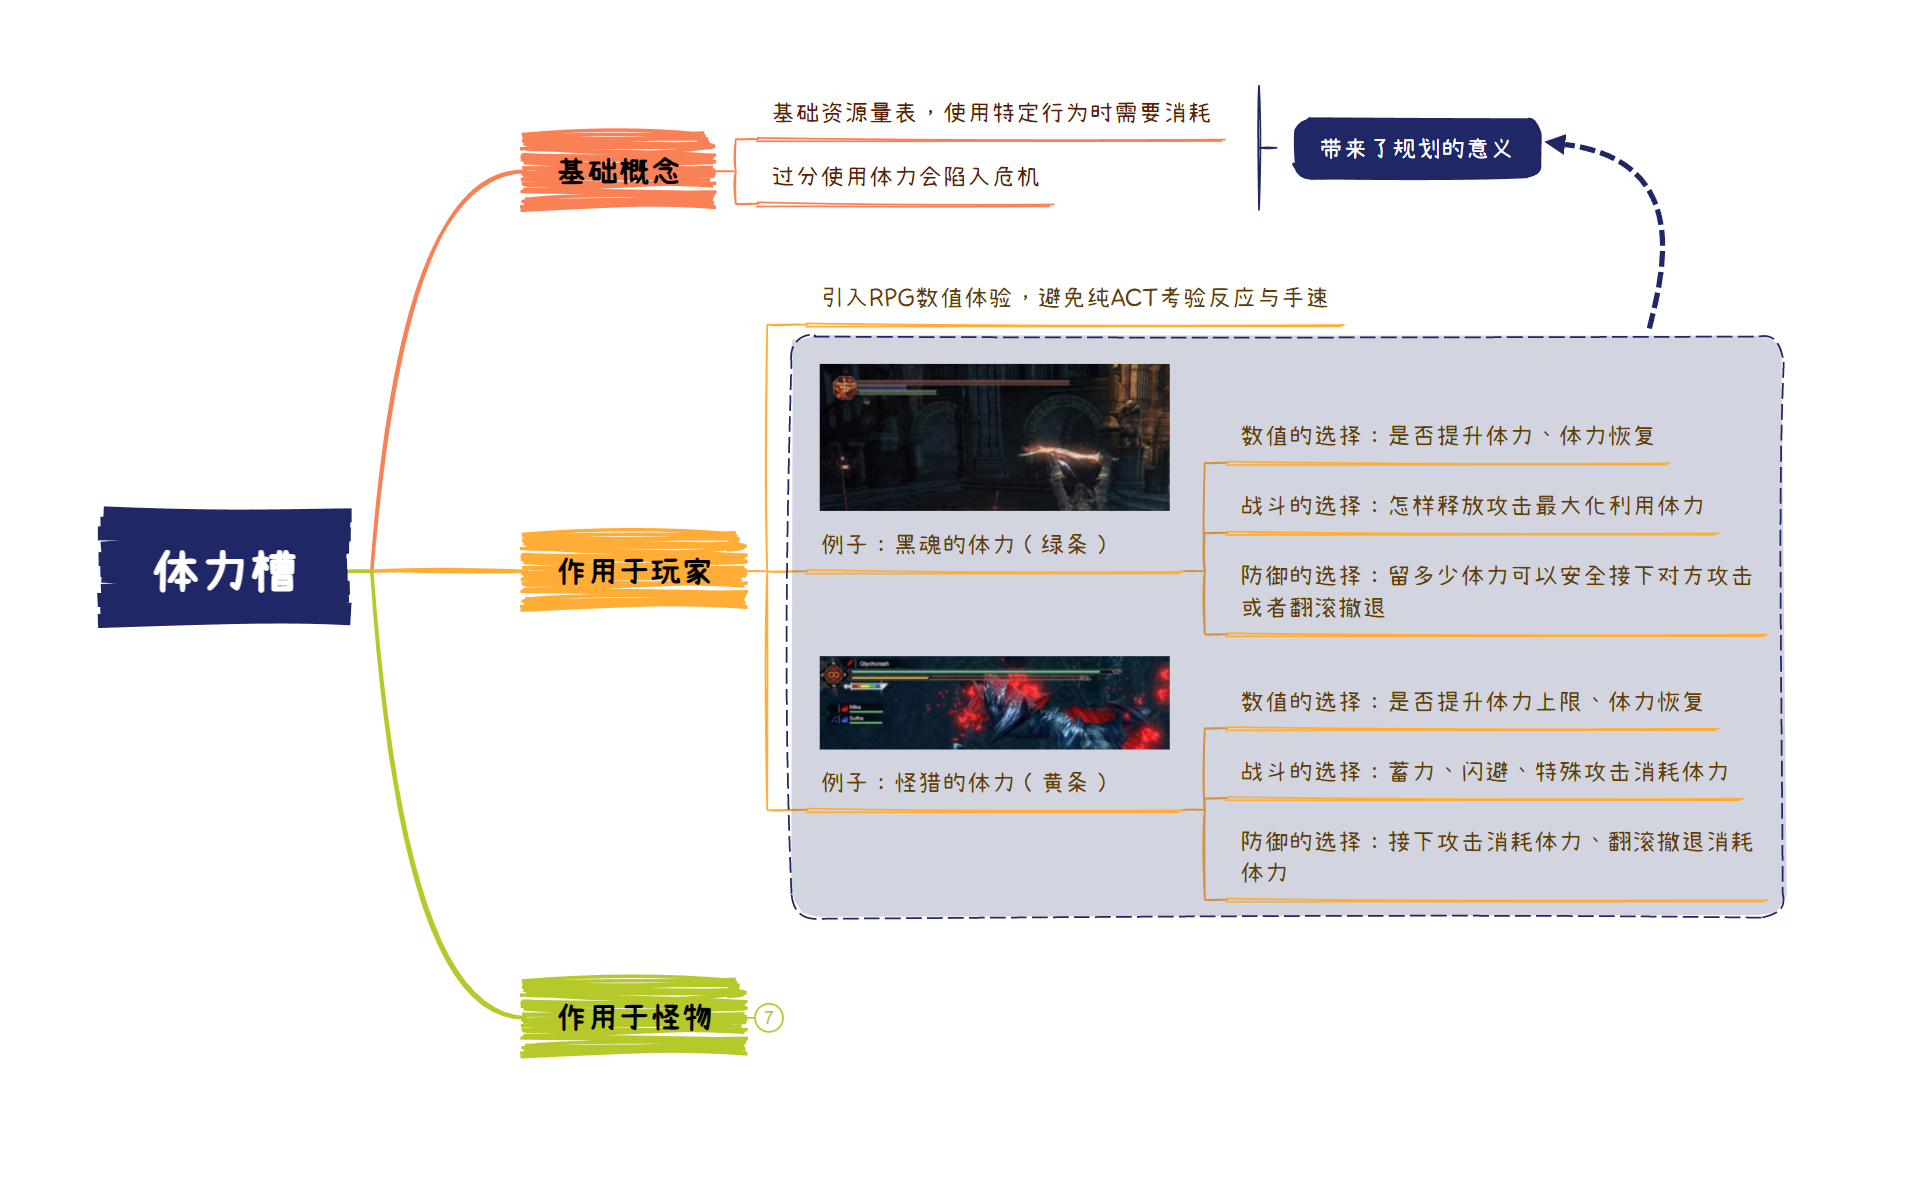 体力槽
基础概念
基础资源量表，使用特定行为时需要消耗
过分使用体力会陷入危机
带来了规划的意义
作用于玩家
引入RPG数值体验，避免纯ACT考验反应与手速
例子：黑魂的体力（绿条）
数值的选择：是否提升体力、体力恢复
战斗的选择：怎样释放攻击最大化利用体力
防御的选择：留多少体力可以安全接下对方攻击
或者翻滚撤退
Glychcrash
Mika
例子：怪猎的体力（黄条）
数值的选择：是否提升体力上限、体力恢复
战斗的选择：蓄力、闪避、特殊攻击消耗体力
防御的选择：接下攻击消耗体力、翻滚撤退消耗
体力
作用于怪物
7